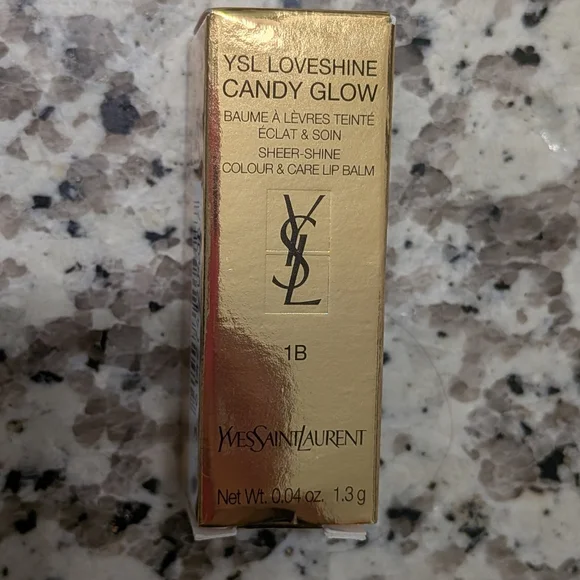 YSL LOVESHINE
CANDY GLOW
BAUME À LÈVRES TEINTÉ
ÉCLAT & SOIN
SHEER-SHINE
COLOUR & CARE LIP BALM
YSL
1B
YVESSAINTLAURENT
Net Wt. 0.04 oz. 1.3 g